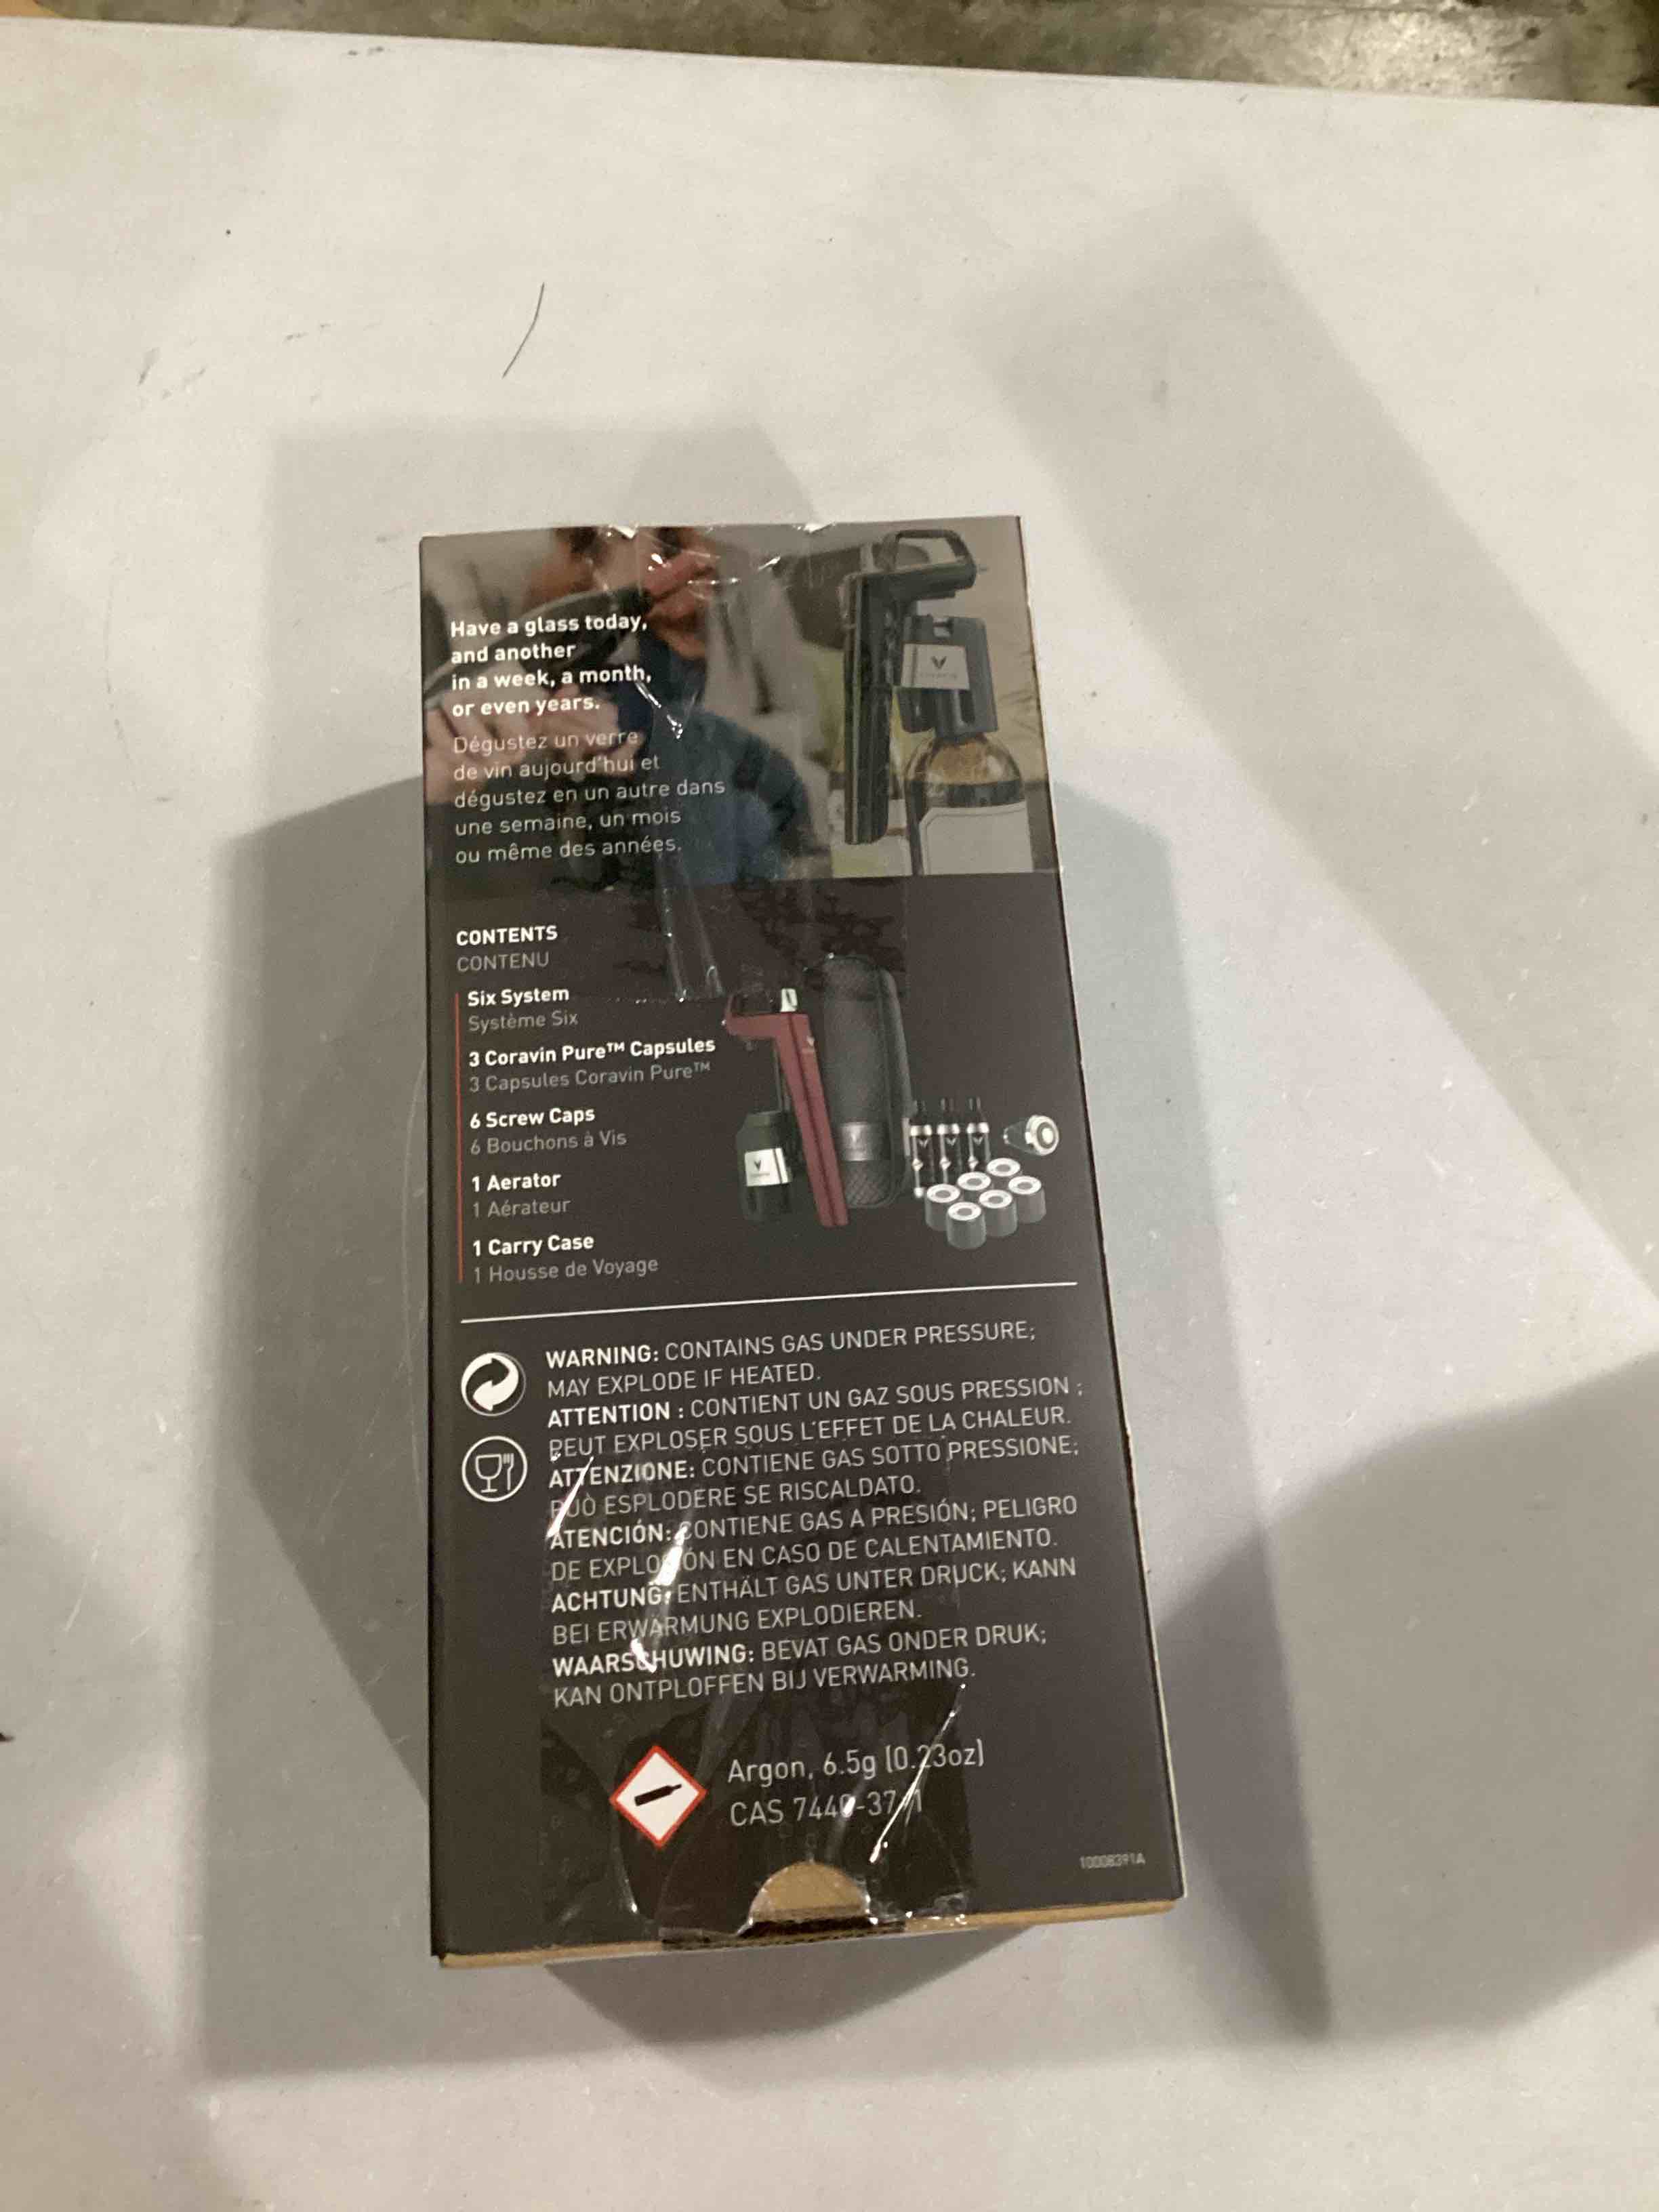 Have a glass today,
and another
in a week, a month,
or even years.
Dégustez un verre
de vin aujourd'hui et
dégustez en un autre dans
une semaine, un mois
ou même des années.
CONTENTS
CONTENU
Six System
Système Six
3 Coravin Pure™ Capsules
3 Capsules Coravin Pure™
6 Screw Caps
6 Bouchons à Vis
1 Aerator
1 Aérateur
1 Carry Case
1 Housse de Voyage
WARNING: CONTAINS GAS UNDER PRESSURE;
MAY EXPLODE IF HEATED.
ATTENTION : CONTIENT UN GAZ SOUS PRESSION ;
PEUT EXPLOSER SOUS L'EFFET DE LA CHALEUR.
ATTENZIONE: CONTIENE GAS SOTTO PRESSIONE;
PUÒ ESPLODERE SE RISCALDATO.
ATENCIÓN: CONTIENE GAS A PRESIÓN; PELIGRO
DE EXPLOSIÓN EN CASO DE CALENTAMIENTO.
ACHTUNG: ENTHÄLT GAS UNTER DRUCK; KANN
BEI ERWÄRMUNG EXPLODIEREN.
WAARSCHUWING: BEVAT GAS ONDER DRUK;
KAN ONTPLOFFEN BIJ VERWARMING.
Argon, 6.5g (0.23oz)
CAS 7440-37-1
10008391A